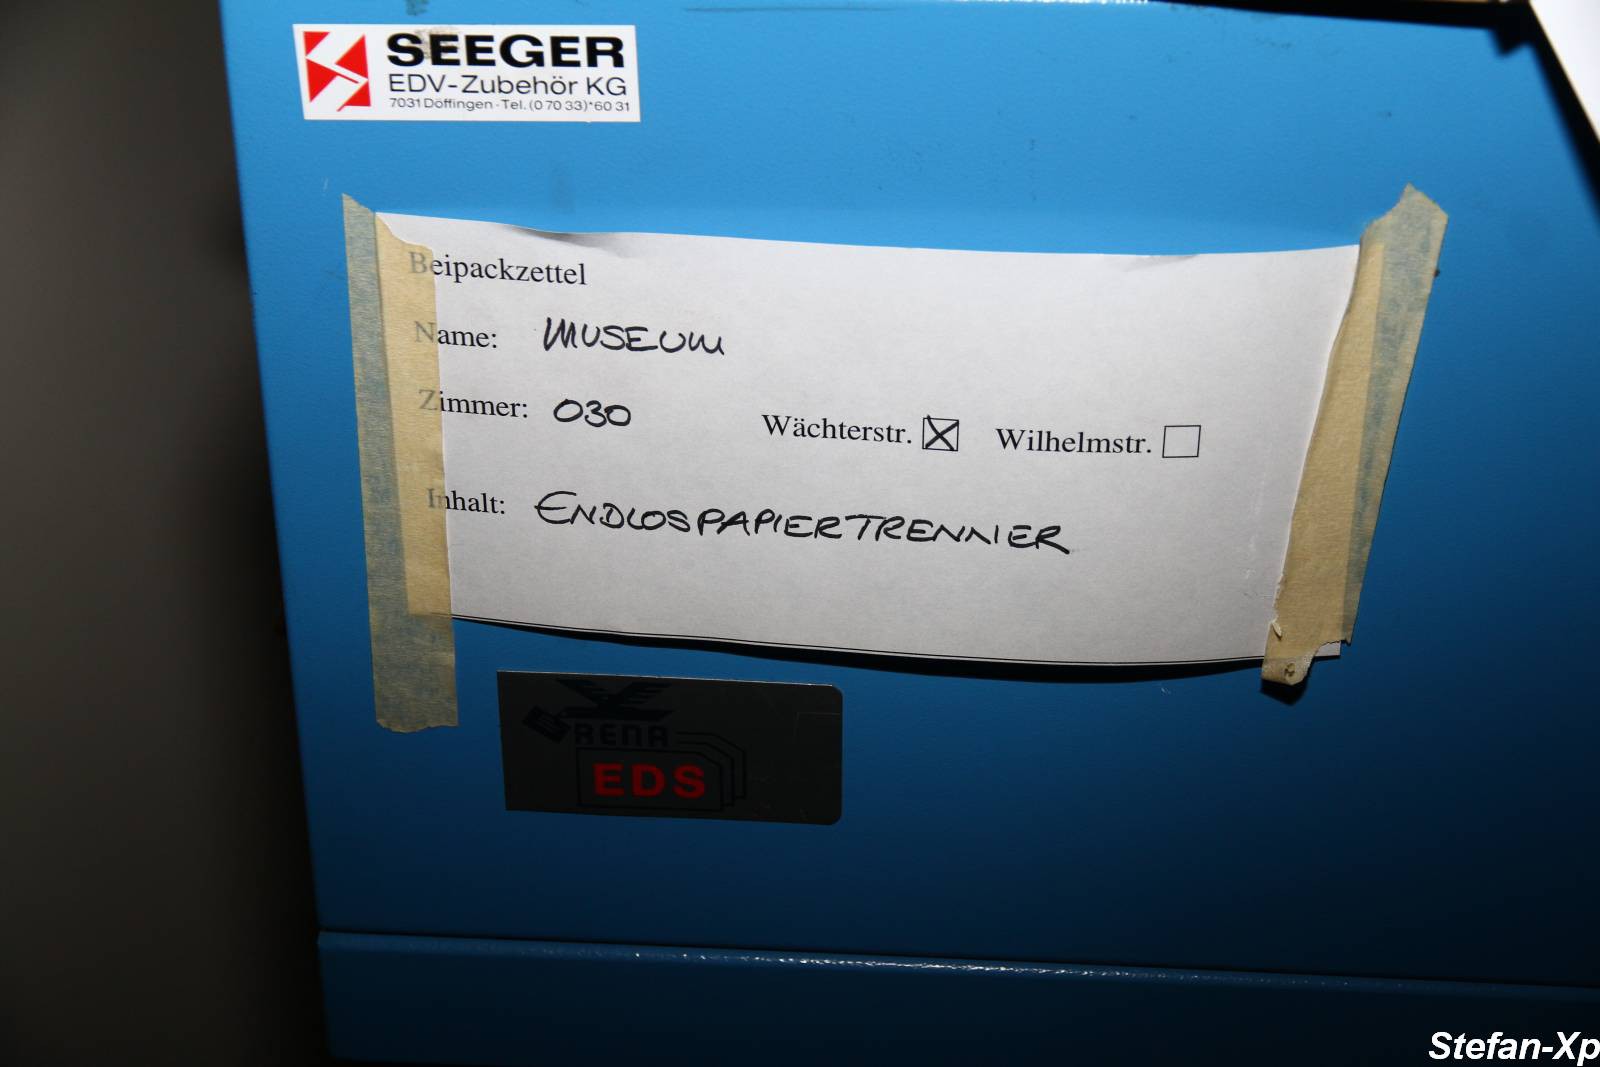 SEEGER
EDV-Zubehör KG
7031 Döffingen · Tel. (0 70 33)*60 31
Beipackzettel
Name: MUSEUM
Zimmer: 030 Wächterstr. ☒ Wilhelmstr. ☐
Inhalt: ENDLOSPAPIERTRENNER
RENA
EDS
Stefan-Xp